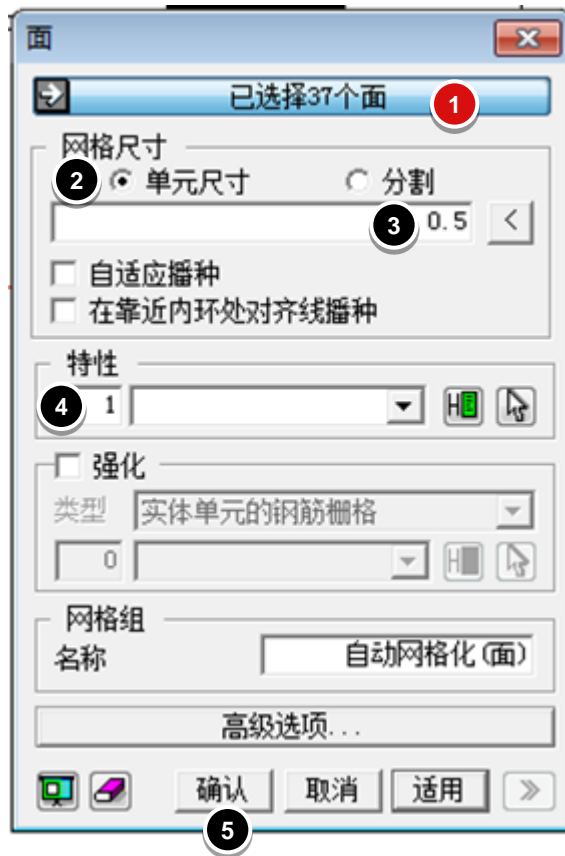 面
已选择37个面 1
网格尺寸
2 单元尺寸 分割
3 0.5 <
自适应播种
在靠近内环处对齐线播种
特性
4 1
强化
类型 实体单元的钢筋栅格
0
网格组
名称 自动网格化(面)
高级选项...
确认 取消 适用 >>
5